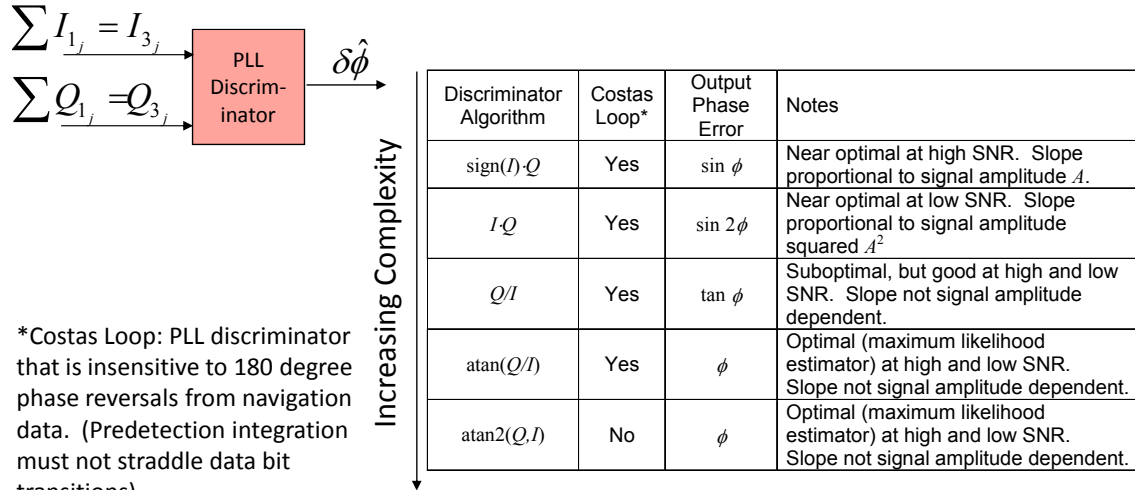 ∑ I₁ⱼ = I₃ⱼ
∑ Q₁ⱼ =Q₃ⱼ
PLL
Discrim-
inator
δϕ̂
Increasing Complexity
Discriminator
Algorithm
Costas
Loop*
Output
Phase
Error
Notes
sign(I)·Q
Yes
sin ϕ
Near optimal at high SNR. Slope
proportional to signal amplitude A.
I·Q
Yes
sin 2ϕ
Near optimal at low SNR. Slope
proportional to signal amplitude
squared A²
Q/I
Yes
tan ϕ
Suboptimal, but good at high and low
SNR. Slope not signal amplitude
dependent.
atan(Q/I)
Yes
ϕ
Optimal (maximum likelihood
estimator) at high and low SNR.
Slope not signal amplitude dependent.
atan2(Q,I)
No
ϕ
Optimal (maximum likelihood
estimator) at high and low SNR.
Slope not signal amplitude dependent.
*Costas Loop: PLL discriminator
that is insensitive to 180 degree
phase reversals from navigation
data. (Predetection integration
must not straddle data bit
transitions)